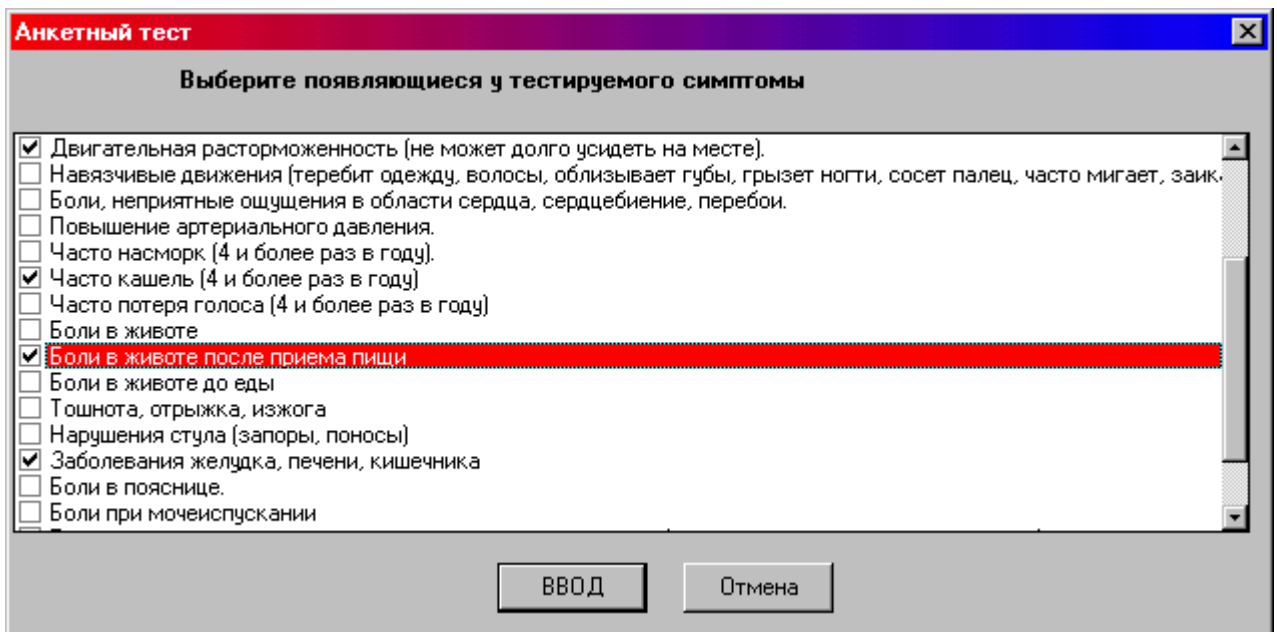 Анкетный тест
Выберите появляющиеся у тестируемого симптомы
Двигательная расторможенность (не может долго усидеть на месте).
Навязчивые движения (теребит одежду, волосы, облизывает губы, грызет ногти, сосет палец, часто мигает, заик
Боли, неприятные ощущения в области сердца, сердцебиение, перебои.
Повышение артериального давления.
Часто насморк (4 и более раз в году).
Часто кашель (4 и более раз в году)
Часто потеря голоса (4 и более раз в году)
Боли в животе
Боли в животе после приема пищи
Боли в животе до еды
Тошнота, отрыжка, изжога
Нарушения стула (запоры, поносы)
Заболевания желудка, печени, кишечника
Боли в пояснице.
Боли при мочеиспускании
ВВОД
Отмена